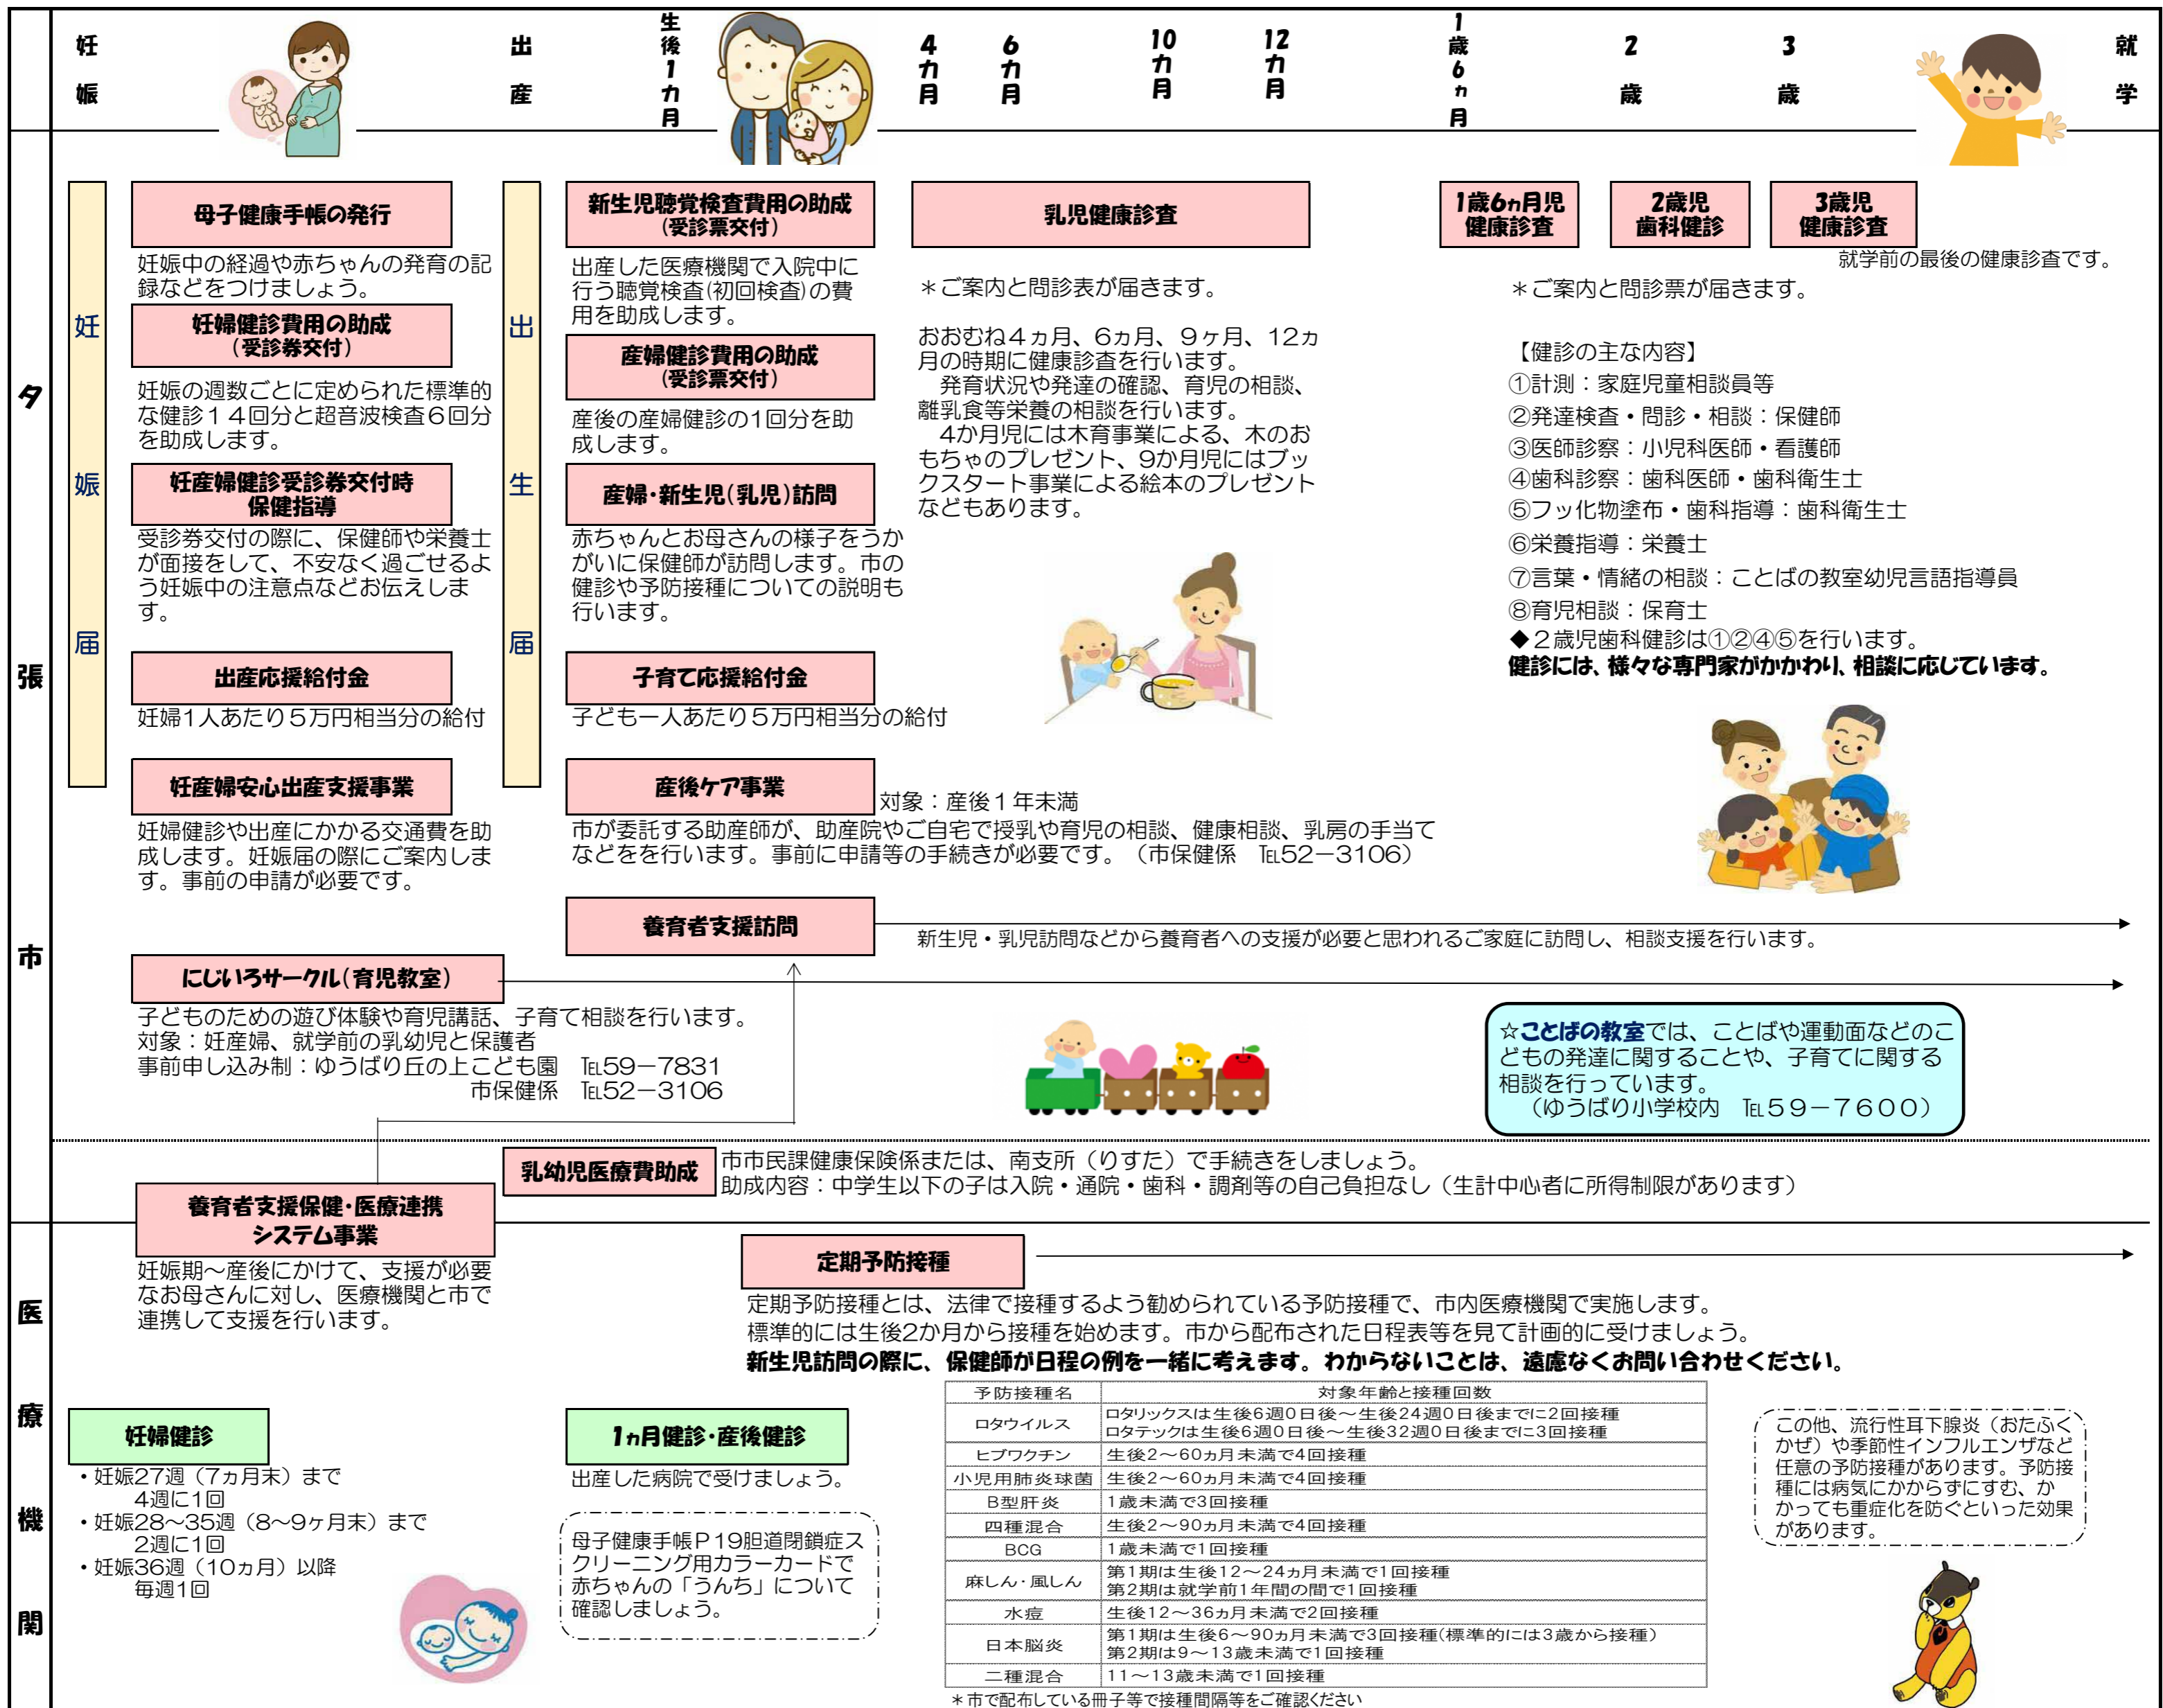 妊娠
出産
生後1カ月
4カ月
6カ月
10カ月
12カ月
1歳6ヵ月
2歳
3歳
就学
夕張市
妊娠届
母子健康手帳の発行
妊娠中の経過や赤ちゃんの発育の記
録などをつけましょう。
妊婦健診費用の助成
(受診券交付)
妊娠の週数ごとに定められた標準的
な健診14回分と超音波検査6回分
を助成します。
妊産婦健診受診券交付時
保健指導
受診券交付の際に、保健師や栄養士
が面接をして、不安なく過ごせるよ
う妊娠中の注意点などお伝えしま
す。
出産応援給付金
妊婦1人あたり5万円相当分の給付
妊産婦安心出産支援事業
妊婦健診や出産にかかる交通費を助
成します。妊娠届の際にご案内しま
す。事前の申請が必要です。
出生届
新生児聴覚検査費用の助成
(受診票交付)
出産した医療機関で入院中に
行う聴覚検査(初回検査)の費
用を助成します。
産婦健診費用の助成
(受診票交付)
産後の産婦健診の1回分を助
成します。
産婦・新生児(乳児)訪問
赤ちゃんとお母さんの様子をうか
がいに保健師が訪問します。市の
健診や予防接種についての説明も
行います。
子育て応援給付金
子ども一人あたり5万円相当分の給付
産後ケア事業
対象：産後1年未満
市が委託する助産師が、助産院やご自宅で授乳や育児の相談、健康相談、乳房の手当て
などをを行います。事前に申請等の手続きが必要です。（市保健係　℡52－3106）
乳児健康診査
＊ご案内と問診表が届きます。
おおむね4ヵ月、6ヵ月、9ヶ月、12ヵ
月の時期に健康診査を行います。
　発育状況や発達の確認、育児の相談、
離乳食等栄養の相談を行います。
　4か月児には木育事業による、木のお
もちゃのプレゼント、9か月児にはブッ
クスタート事業による絵本のプレゼント
などもあります。
1歳6ヵ月児
健康診査
2歳児
歯科健診
3歳児
健康診査
就学前の最後の健康診査です。
＊ご案内と問診票が届きます。
【健診の主な内容】
①計測：家庭児童相談員等
②発達検査・問診・相談：保健師
③医師診察：小児科医師・看護師
④歯科診察：歯科医師・歯科衛生士
⑤フッ化物塗布・歯科指導：歯科衛生士
⑥栄養指導：栄養士
⑦言葉・情緒の相談：ことばの教室幼児言語指導員
⑧育児相談：保育士
◆2歳児歯科健診は①②④⑤を行います。
健診には、様々な専門家がかかわり、相談に応じています。
養育者支援訪問
新生児・乳児訪問などから養育者への支援が必要と思われるご家庭に訪問し、相談支援を行います。
にじいろサークル(育児教室)
子どものための遊び体験や育児講話、子育て相談を行います。
対象：妊産婦、就学前の乳幼児と保護者
事前申し込み制：ゆうばり丘の上こども園　℡59－7831
市保健係　℡52－3106
☆ことばの教室では、ことばや運動面などのこ
どもの発達に関することや、子育てに関する
相談を行っています。
（ゆうばり小学校内　℡59－7600）
乳幼児医療費助成
市市民課健康保険係または、南支所（りすた）で手続きをしましょう。
助成内容：中学生以下の子は入院・通院・歯科・調剤等の自己負担なし（生計中心者に所得制限があります）
医療機関
養育者支援保健・医療連携
システム事業
妊娠期～産後にかけて、支援が必要
なお母さんに対し、医療機関と市で
連携して支援を行います。
定期予防接種
定期予防接種とは、法律で接種するよう勧められている予防接種で、市内医療機関で実施します。
標準的には生後2か月から接種を始めます。市から配布された日程表等を見て計画的に受けましょう。
新生児訪問の際に、保健師が日程の例を一緒に考えます。わからないことは、遠慮なくお問い合わせください。
妊婦健診
・妊娠27週（7ヵ月末）まで
4週に1回
・妊娠28～35週（8～9ヶ月末）まで
2週に1回
・妊娠36週（10ヵ月）以降
毎週1回
1ヵ月健診・産後健診
出産した病院で受けましょう。
母子健康手帳P19胆道閉鎖症ス
クリーニング用カラーカードで
赤ちゃんの「うんち」について
確認しましょう。
予防接種名　対象年齢と接種回数
ロタウイルス　ロタリックスは生後6週0日後～生後24週0日後までに2回接種
ロタテックは生後6週0日後～生後32週0日後までに3回接種
ヒブワクチン　生後2～60ヵ月未満で4回接種
小児用肺炎球菌　生後2～60ヵ月未満で4回接種
B型肝炎　1歳未満で3回接種
四種混合　生後2～90ヵ月未満で4回接種
BCG　1歳未満で1回接種
麻しん・風しん　第1期は生後12～24ヵ月未満で1回接種
第2期は就学前1年間の間で1回接種
水痘　生後12～36ヵ月未満で2回接種
日本脳炎　第1期は生後6～90ヵ月未満で3回接種(標準的には3歳から接種)
第2期は9～13歳未満で1回接種
二種混合　11～13歳未満で1回接種
＊市で配布している冊子等で接種間隔等をご確認ください
この他、流行性耳下腺炎（おたふく
かぜ）や季節性インフルエンザなど
任意の予防接種があります。予防接
種には病気にかからずにすむ、か
かっても重症化を防ぐといった効果
があります。